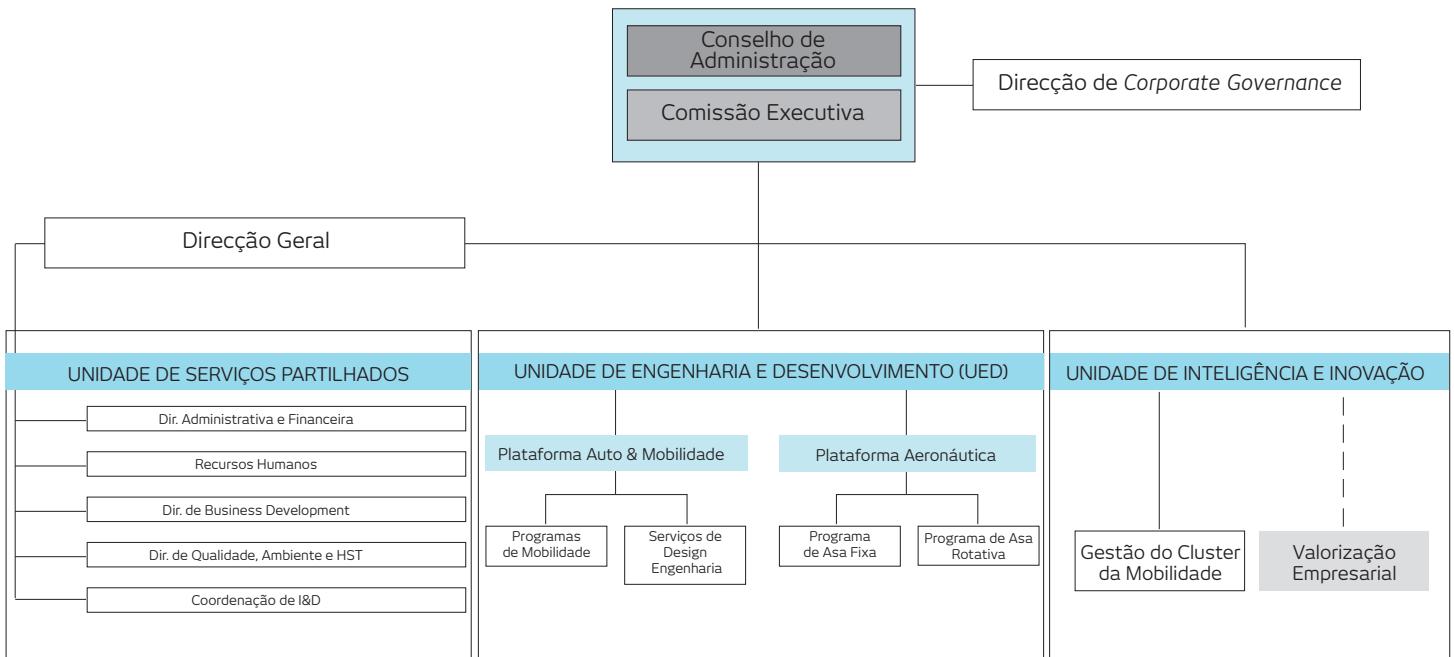 Conselho de
Administração
Comissão Executiva
Direcção de Corporate Governance
Direcção Geral
UNIDADE DE SERVIÇOS PARTILHADOS
Dir. Administrativa e Financeira
Recursos Humanos
Dir. de Business Development
Dir. de Qualidade, Ambiente e HST
Coordenação de I&D
UNIDADE DE ENGENHARIA E DESENVOLVIMENTO (UED)
Plataforma Auto & Mobilidade
Programas
de Mobilidade
Serviços de
Design
Engenharia
Plataforma Aeronáutica
Programa
de Asa Fixa
Programa de Asa
Rotativa
UNIDADE DE INTELIGÊNCIA E INOVAÇÃO
Gestão do Cluster
da Mobilidade
Valorização
Empresarial